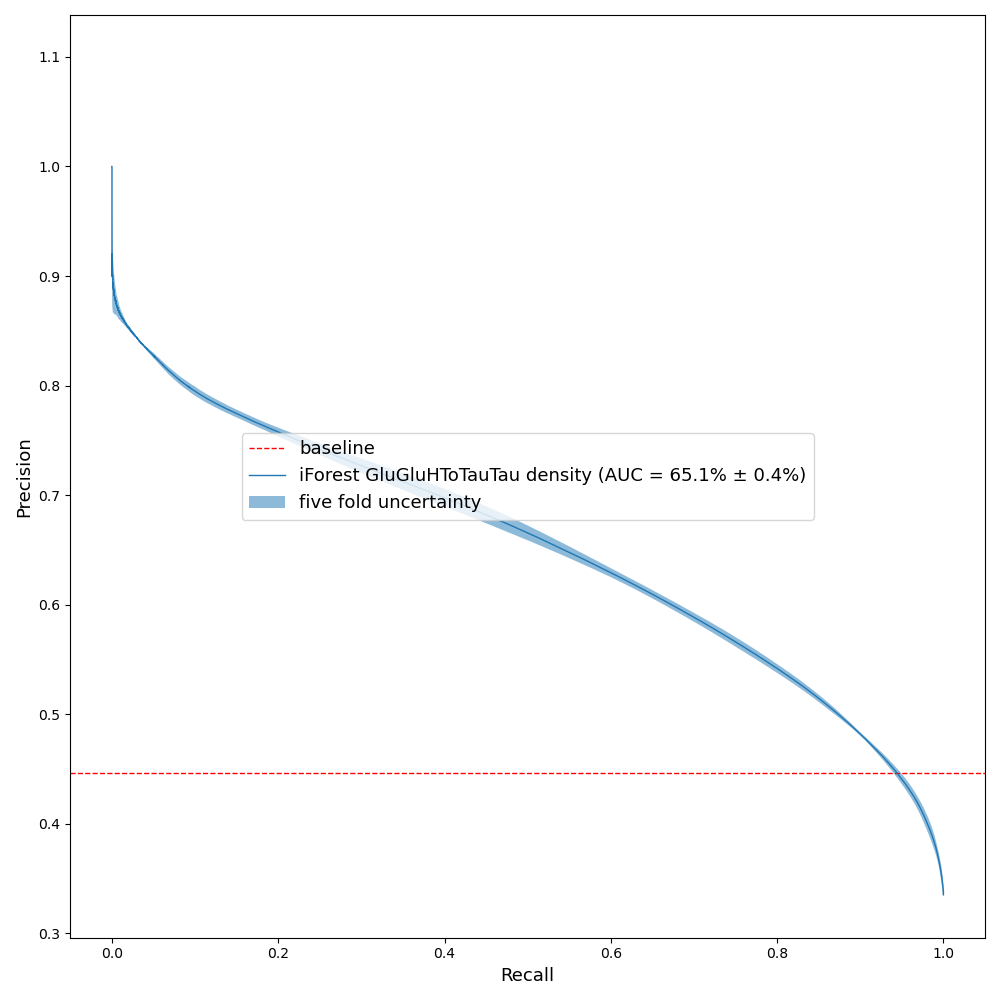 1.1
1.0
0.9
0.8
0.7
0.6
0.5
0.4
0.3
Precision
baseline
iForest GluGluHToTauTau density (AUC = 65.1% ± 0.4%)
five fold uncertainty
0.0 0.2 0.4 0.6 0.8 1.0
Recall